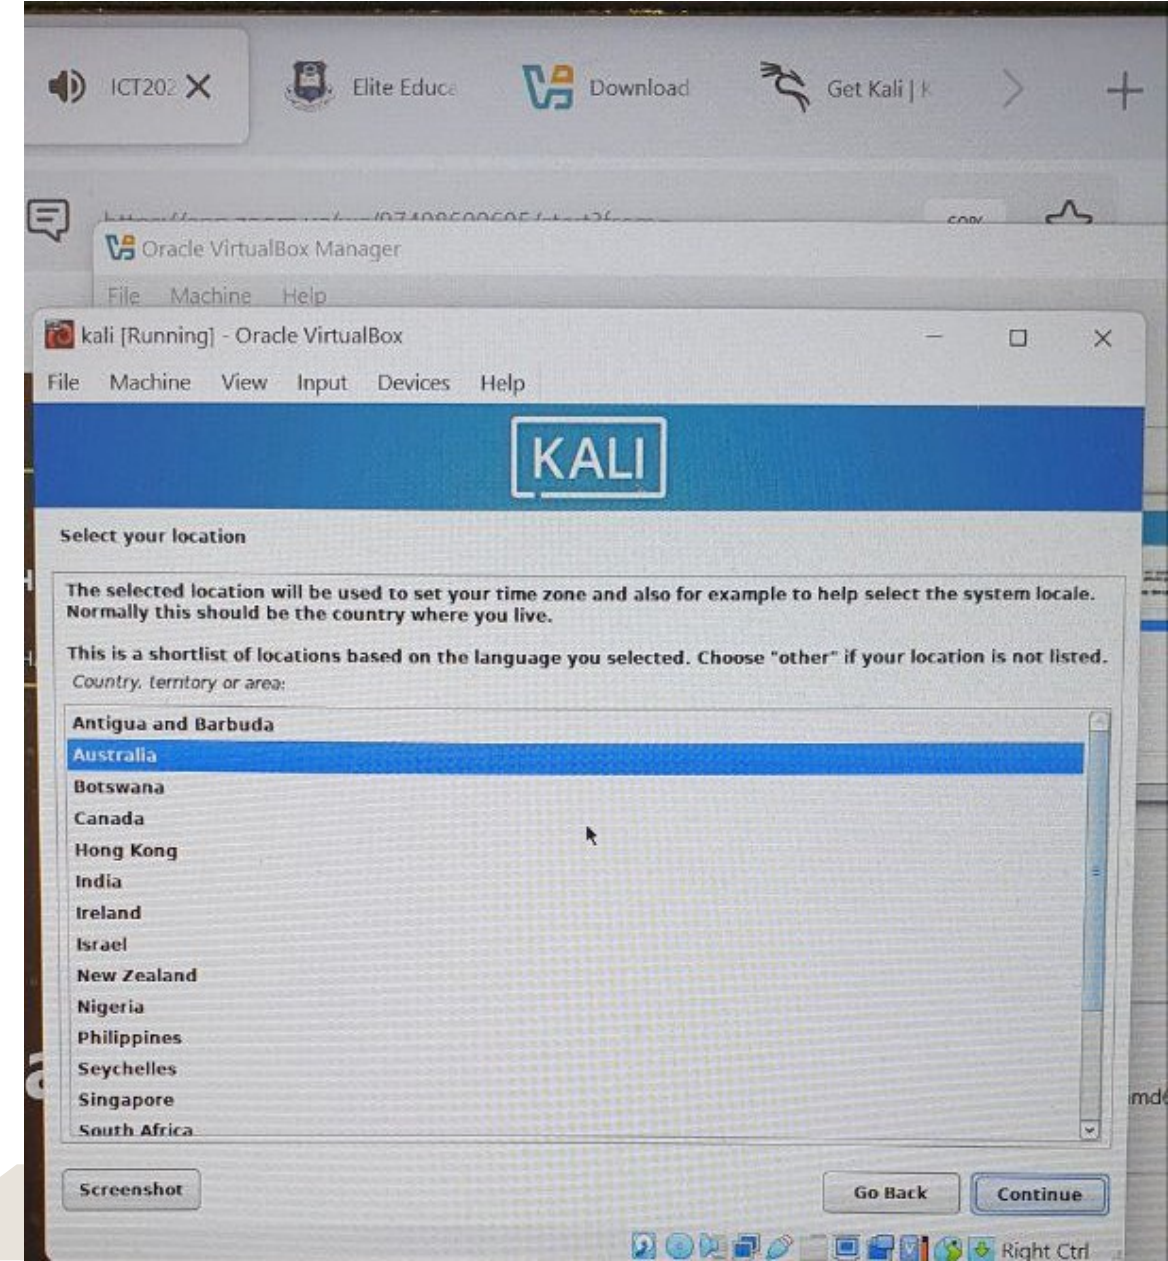 ICT202
Elite Educa
Download
Get Kali | K
Oracle VirtualBox Manager
File Machine Help
kali [Running] - Oracle VirtualBox
File Machine View Input Devices Help
KALI
Select your location
The selected location will be used to set your time zone and also for example to help select the system locale.
Normally this should be the country where you live.
This is a shortlist of locations based on the language you selected. Choose "other" if your location is not listed.
Country, territory or area:
Antigua and Barbuda
Australia
Botswana
Canada
Hong Kong
India
Ireland
Israel
New Zealand
Nigeria
Philippines
Seychelles
Singapore
South Africa
Screenshot
Go Back
Continue
Right Ctrl